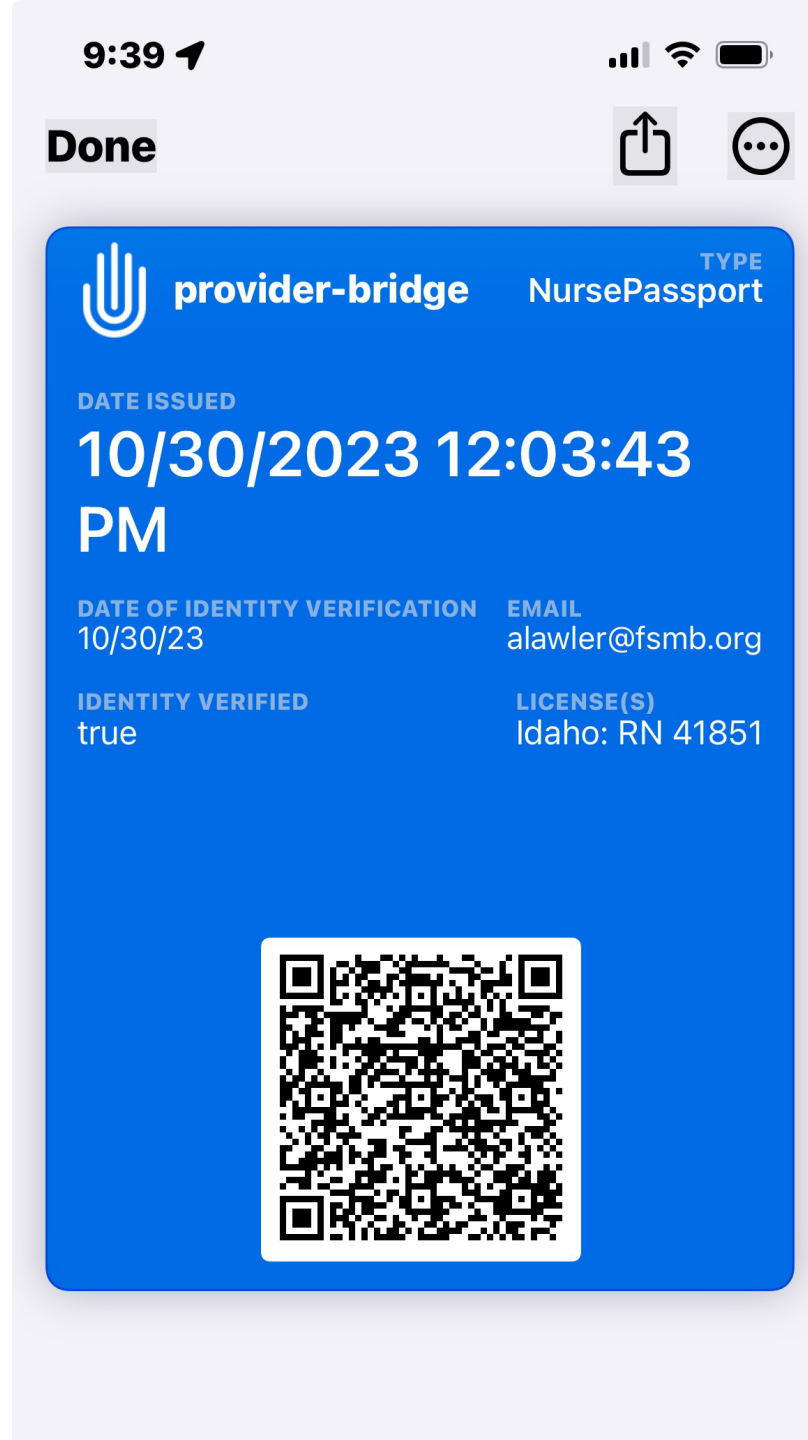 9:39
Done
provider-bridge
TYPE
NursePassport
DATE ISSUED
10/30/2023 12:03:43
PM
DATE OF IDENTITY VERIFICATION
10/30/23
EMAIL
alawler@fsmb.org
IDENTITY VERIFIED
true
LICENSE(S)
Idaho: RN 41851